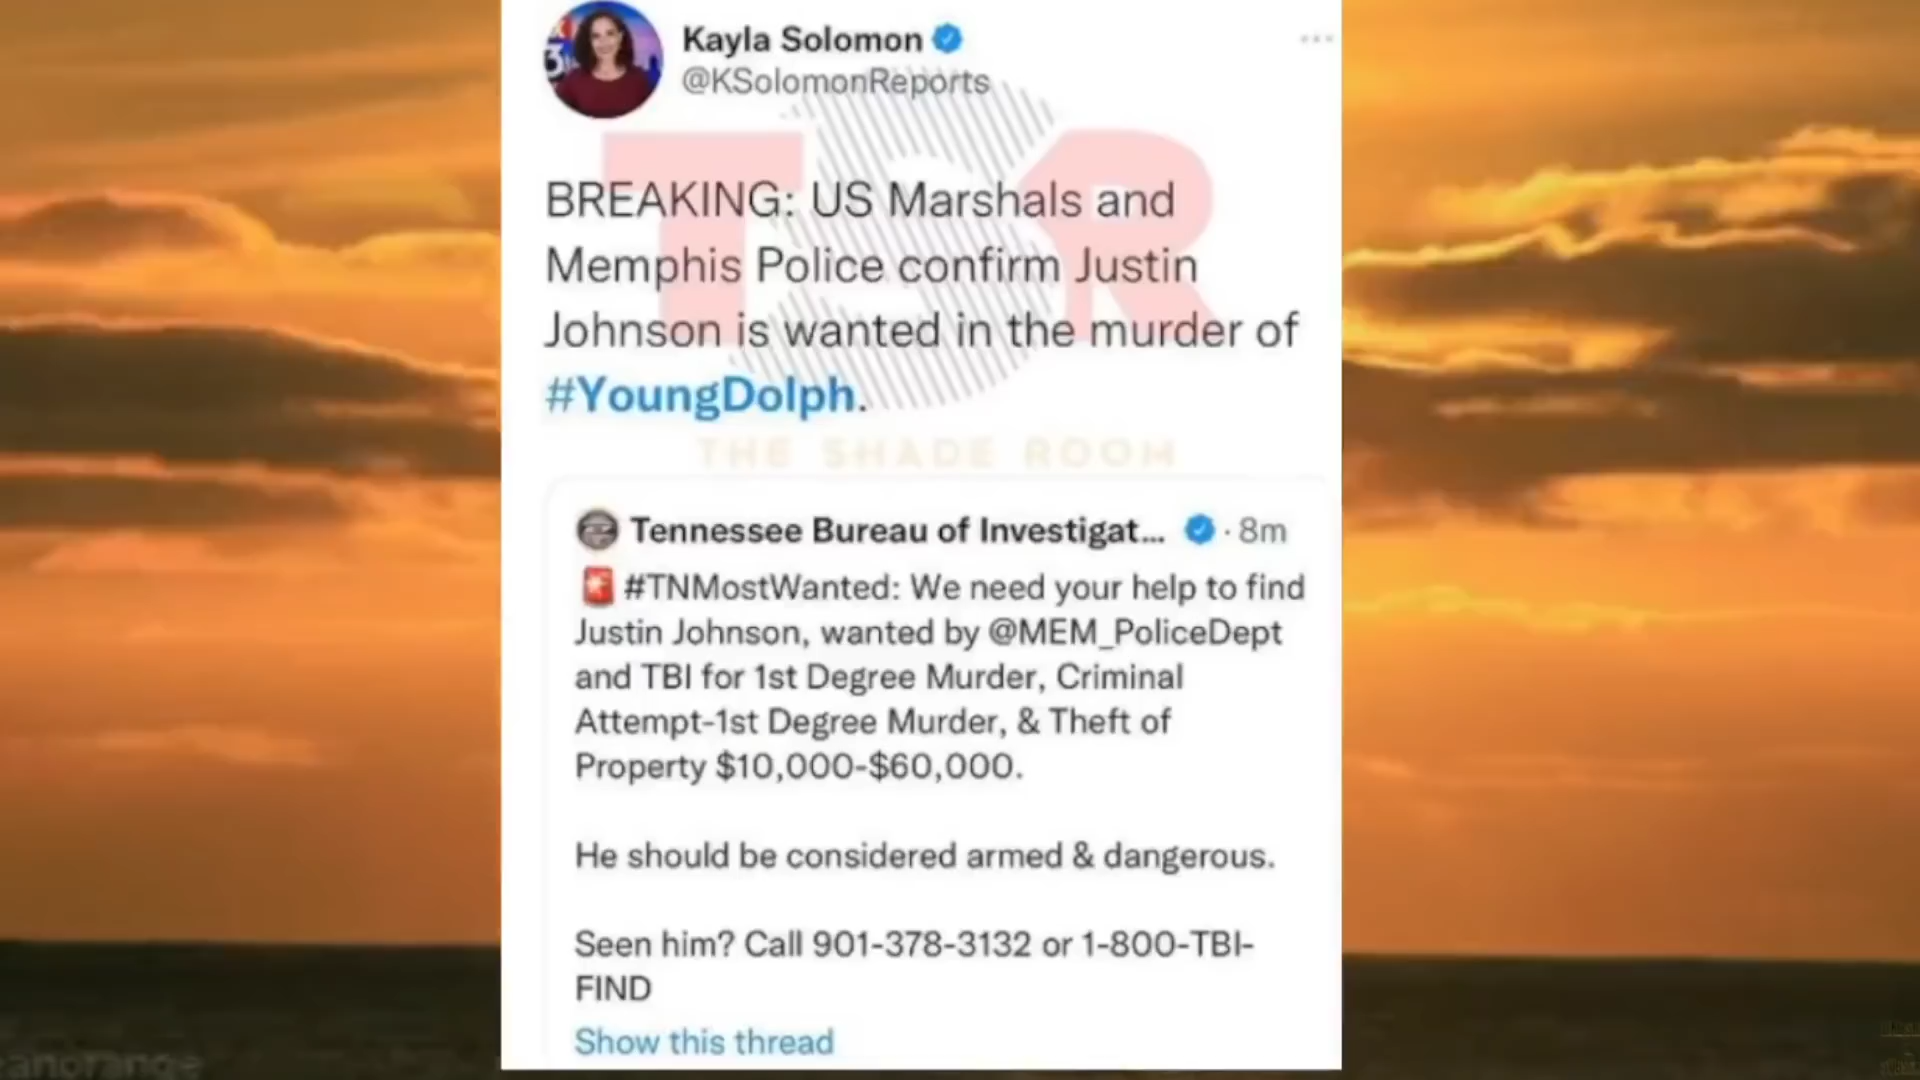 Kayla Solomon
@KSolomonReports
BREAKING: US Marshals and
Memphis Police confirm Justin
Johnson is wanted in the murder of
#YoungDolph.
TSR
THE SHADE ROOM
Tennessee Bureau of Investigat... · 8m
#TNMostWanted: We need your help to find
Justin Johnson, wanted by @MEM_PoliceDept
and TBI for 1st Degree Murder, Criminal
Attempt-1st Degree Murder, & Theft of
Property $10,000-$60,000.
He should be considered armed & dangerous.
Seen him? Call 901-378-3132 or 1-800-TBI-
FIND
Show this thread